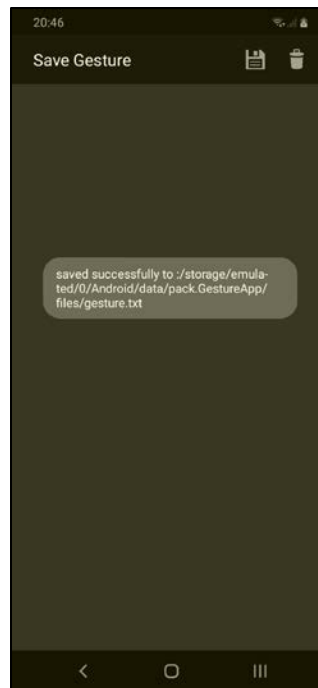 20:46
Save Gesture
saved successfully to :/storage/emula-
ted/0/Android/data/pack.GestureApp/
files/gesture.txt